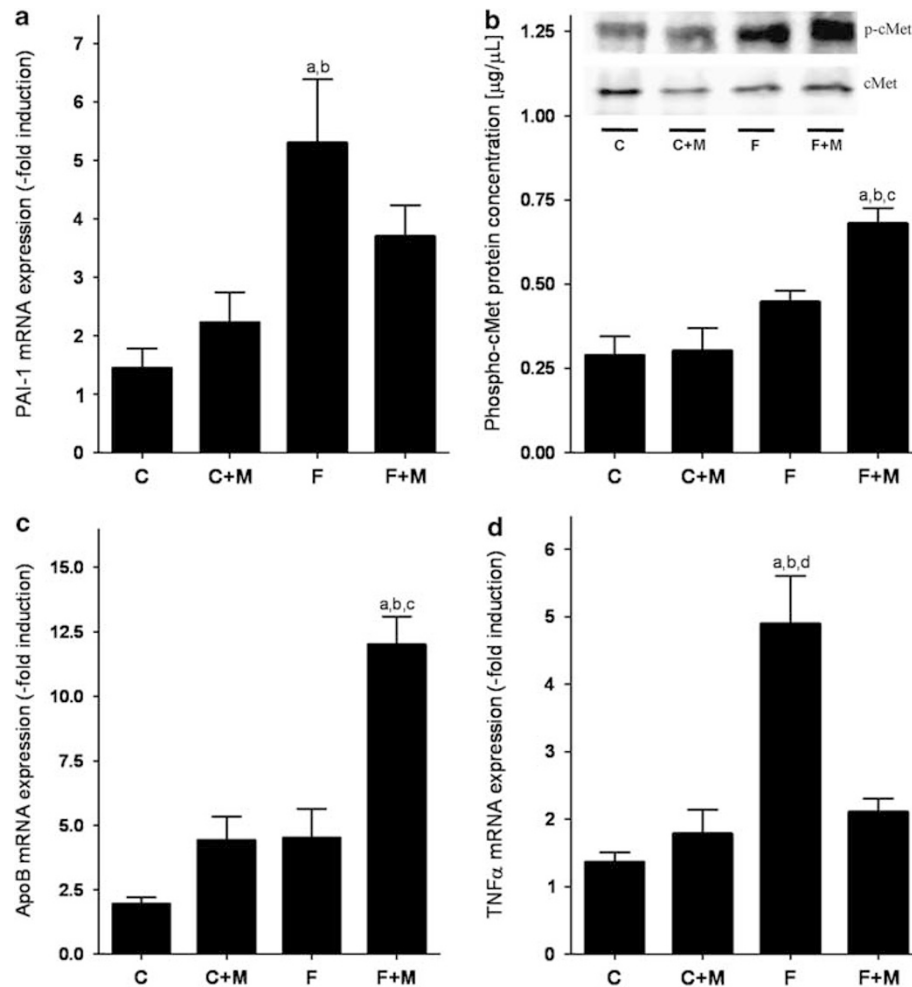 a
PAI-1 mRNA expression (-fold induction)
7
6
5
4
3
2
1
0
a,b
C C+M F F+M
b
Phospho-cMet protein concentration [µg/µL]
1.25
1.00
0.75
0.50
0.25
0.00
p-cMet
cMet
C C+M F F+M
a,b,c
C C+M F F+M
c
ApoB mRNA expression (-fold induction)
15.0
12.5
10.0
7.5
5.0
2.5
0.0
a,b,c
C C+M F F+M
d
TNFα mRNA expression (-fold induction)
6
5
4
3
2
1
0
a,b,d
C C+M F F+M